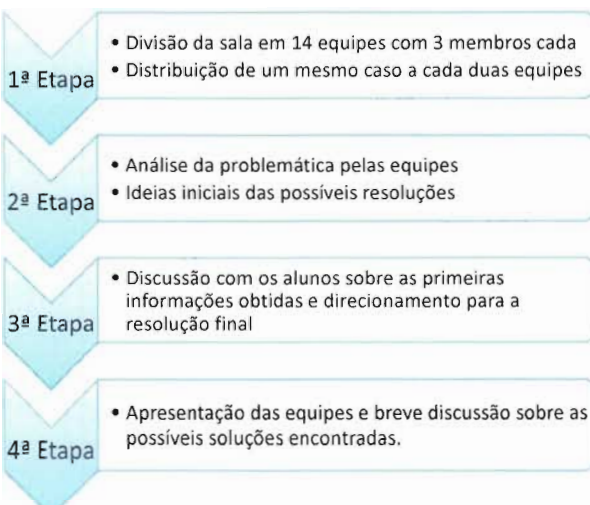 1ª Etapa
• Divisão da sala em 14 equipes com 3 membros cada
• Distribuição de um mesmo caso a cada duas equipes
2ª Etapa
• Análise da problemática pelas equipes
• Ideias iniciais das possíveis resoluções
3ª Etapa
• Discussão com os alunos sobre as primeiras
informações obtidas e direcionamento para a
resolução final
4ª Etapa
• Apresentação das equipes e breve discussão sobre as
possíveis soluções encontradas.